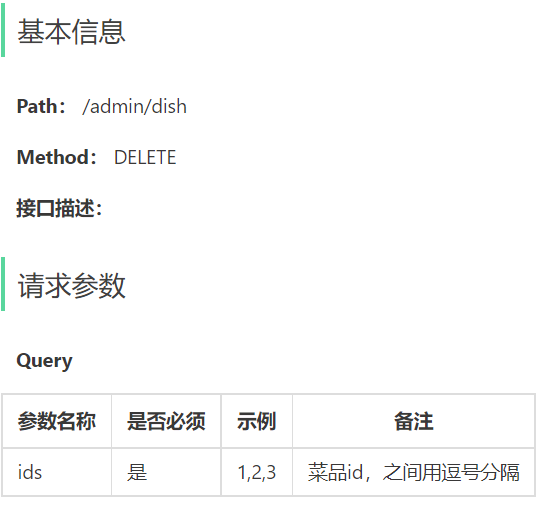 基本信息
Path： /admin/dish
Method： DELETE
接口描述：
请求参数
Query
参数名称 是否必须 示例 备注
ids 是 1,2,3 菜品id，之间用逗号分隔